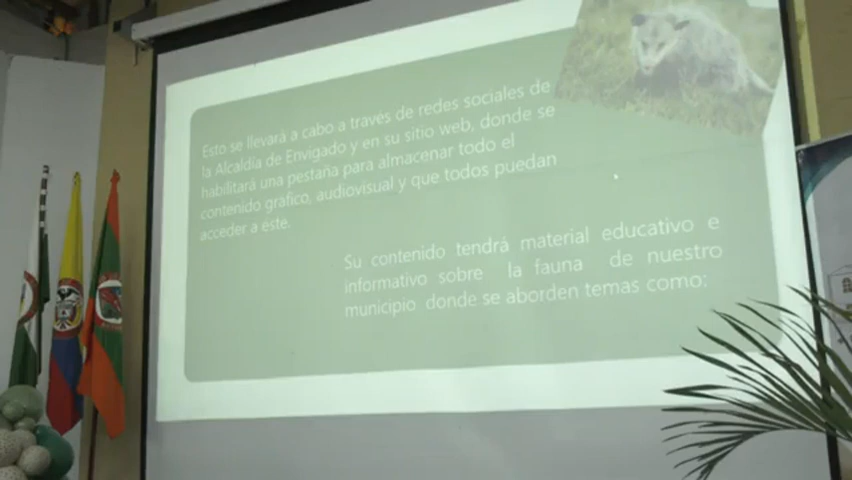 Esto se llevará a cabo a través de redes sociales de
la Alcaldía de Envigado y en su sitio web, donde se
habilitará una pestaña para almacenar todo el
contenido grafico, audiovisual y que todos puedan
acceder a este.
Su contenido tendrá material educativo e
informativo sobre la fauna de nuestro
municipio donde se aborden temas como: